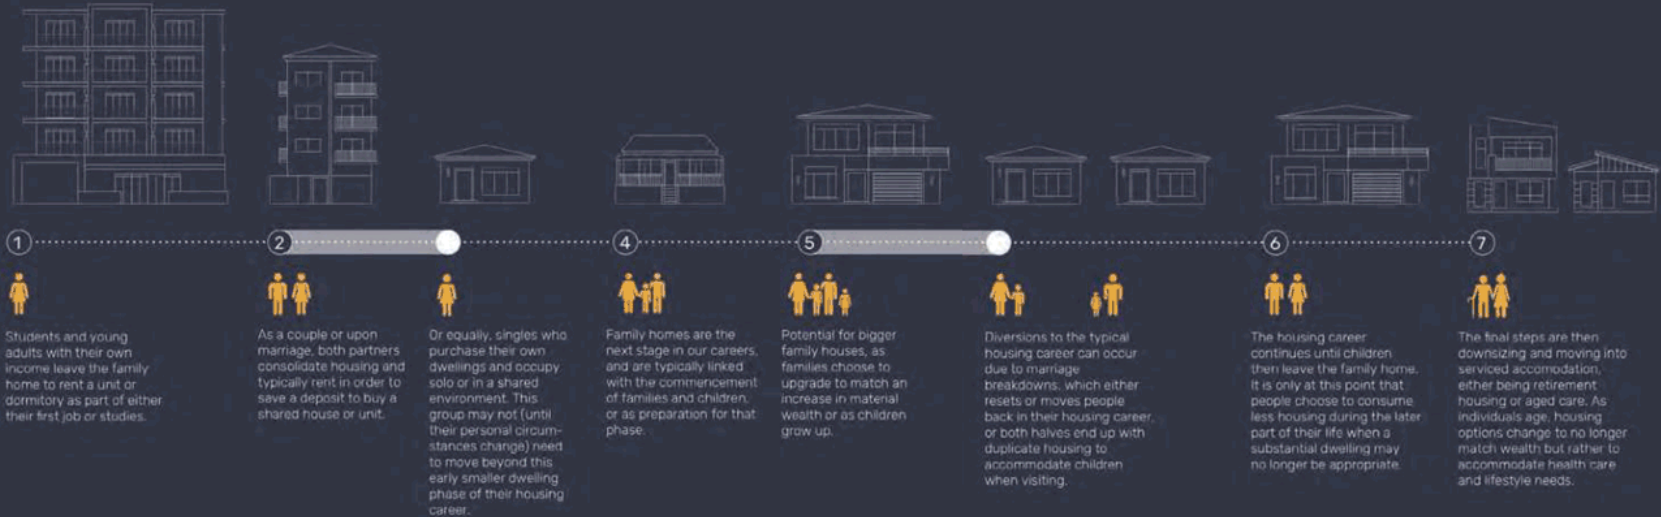 1
2
4
5
6
7
Students and young
adults with their own
income leave the family
home to rent a unit or
dormitory as part of either
their first job or studies.
As a couple or upon
marriage, both partners
consolidate housing and
typically rent in order to
save a deposit to buy a
shared house or unit.
Or equally, singles who
purchase their own
dwellings and occupy
solo or in a shared
environment. This
group may not (until
their personal circum-
stances change) need
to move beyond this
early smaller dwelling
phase of their housing
career.
Family homes are the
next stage in our careers,
and are typically linked
with the commencement
of families and children,
or as preparation for that
phase.
Potential for bigger
family houses, as
families choose to
upgrade to match an
increase in material
wealth or as children
grow up.
Diversions to the typical
housing career can occur
due to marriage
breakdowns, which either
resets or moves people
back in their housing career,
or both halves end up with
duplicate housing to
accommodate children
when visiting.
The housing career
continues until children
then leave the family home.
It is only at this point that
people choose to consume
less housing during the later
part of their life when a
substantial dwelling may
no longer be appropriate.
The final steps are then
downsizing and moving into
serviced accomodation,
either being retirement
housing or aged care. As
individuals age, housing
options change to no longer
match wealth but rather to
accommodate health care
and lifestyle needs.